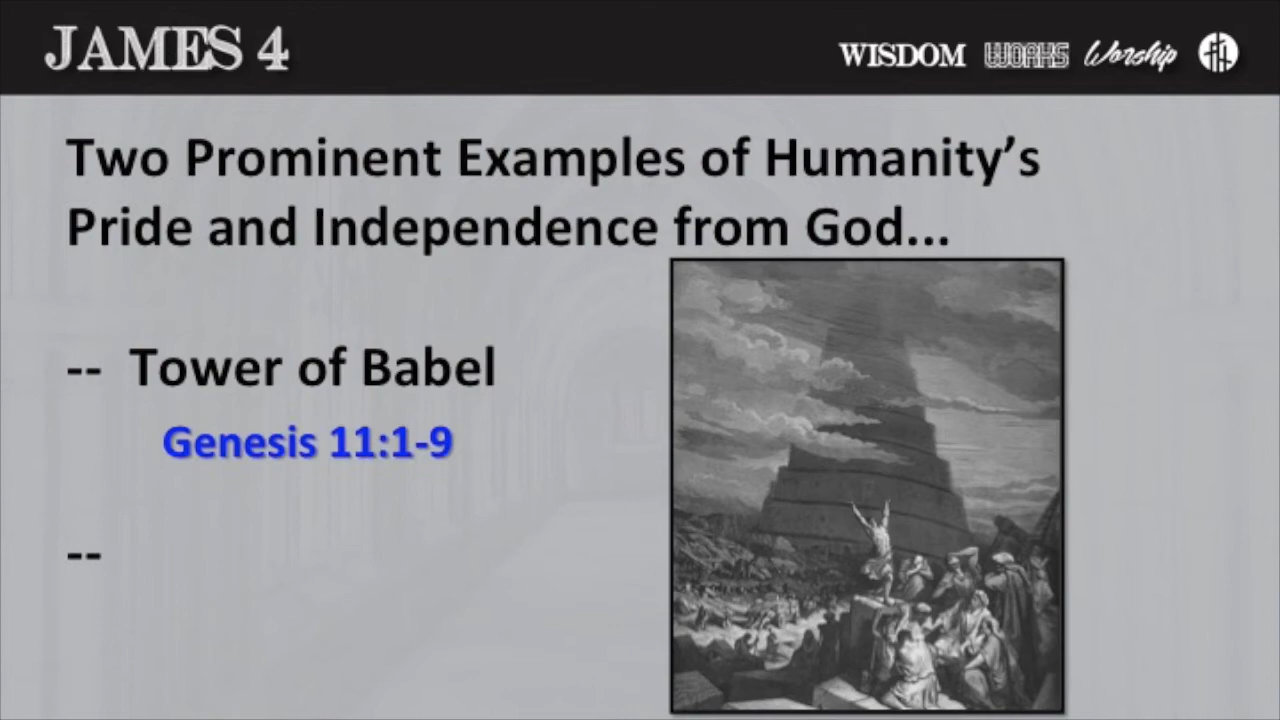 JAMES 4
WISDOM WORKS Worship
Two Prominent Examples of Humanity’s
Pride and Independence from God...
-- Tower of Babel
Genesis 11:1-9
--